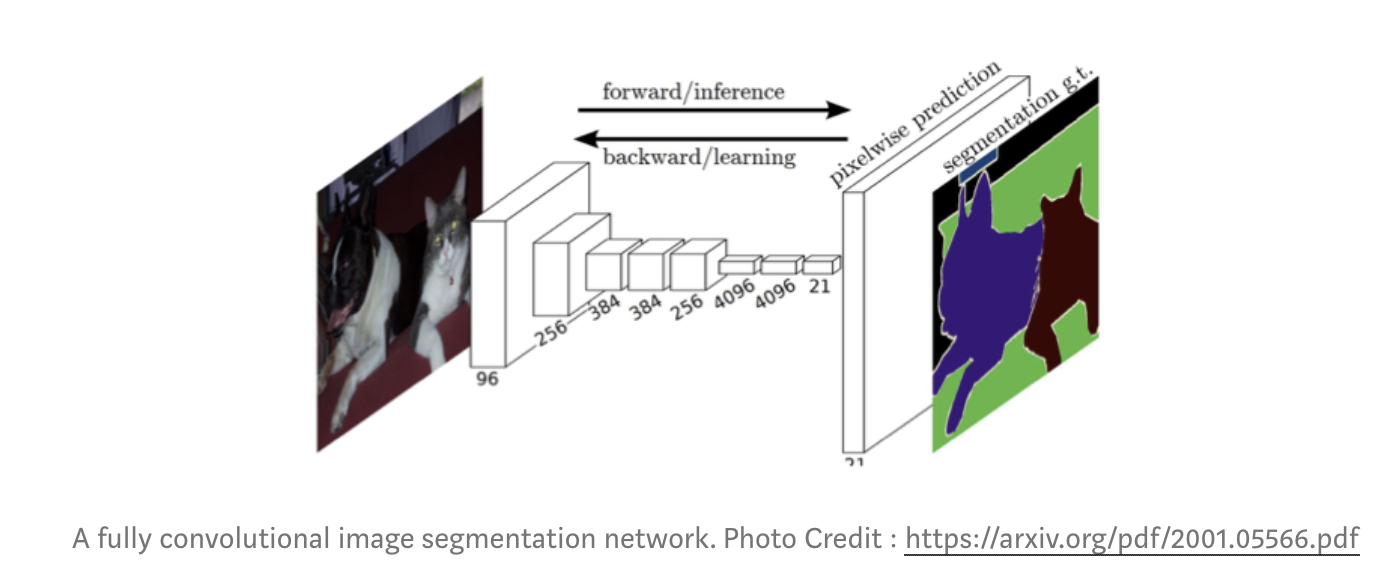 forward/inference
backward/learning
pixelwise prediction
segmentation g.t.
96
256
384
384
256
4096
4096
21
21
A fully convolutional image segmentation network. Photo Credit : https://arxiv.org/pdf/2001.05566.pdf